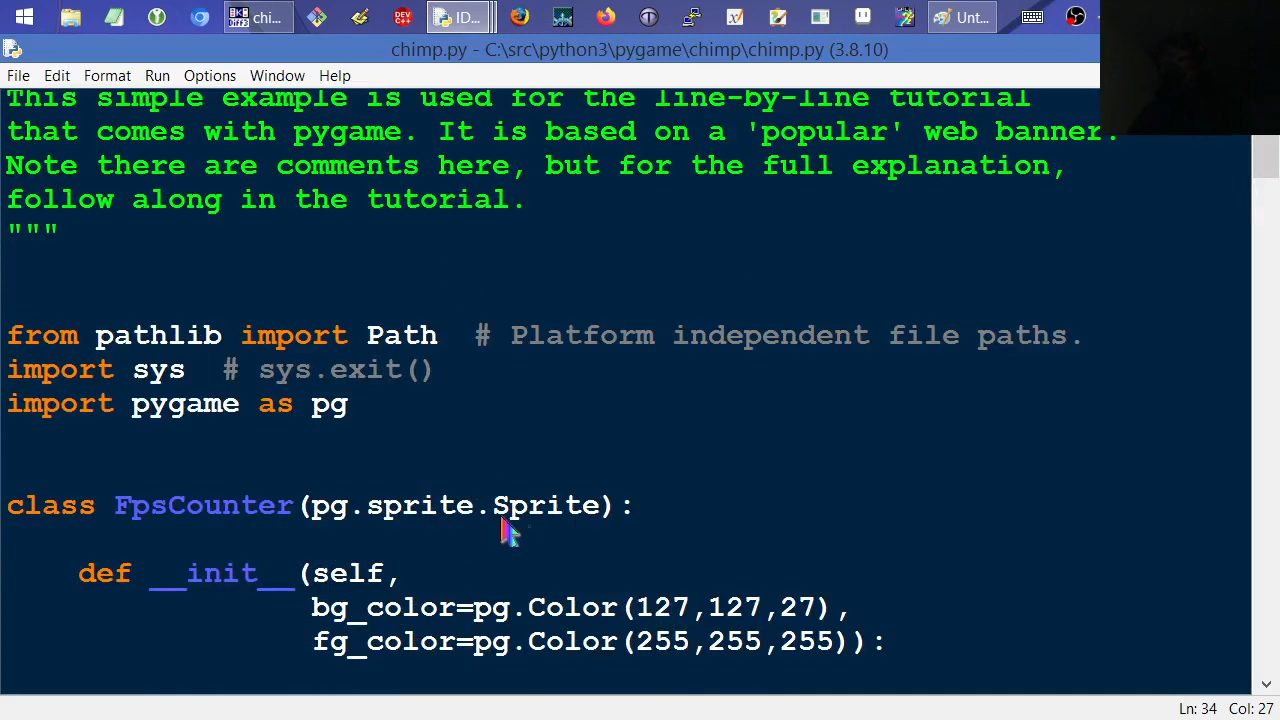 chi...
ID...
Unt...
chimp.py - C:\src\python3\pygame\chimp\chimp.py (3.8.10)
File Edit Format Run Options Window Help
This simple example is used for the line-by-line tutorial
that comes with pygame. It is based on a 'popular' web banner.
Note there are comments here, but for the full explanation,
follow along in the tutorial.
"""
from pathlib import Path  # Platform independent file paths.
import sys  # sys.exit()
import pygame as pg
class FpsCounter(pg.sprite.Sprite):
    def __init__(self,
                 bg_color=pg.Color(127,127,27),
                 fg_color=pg.Color(255,255,255)):
Ln: 34 Col: 27